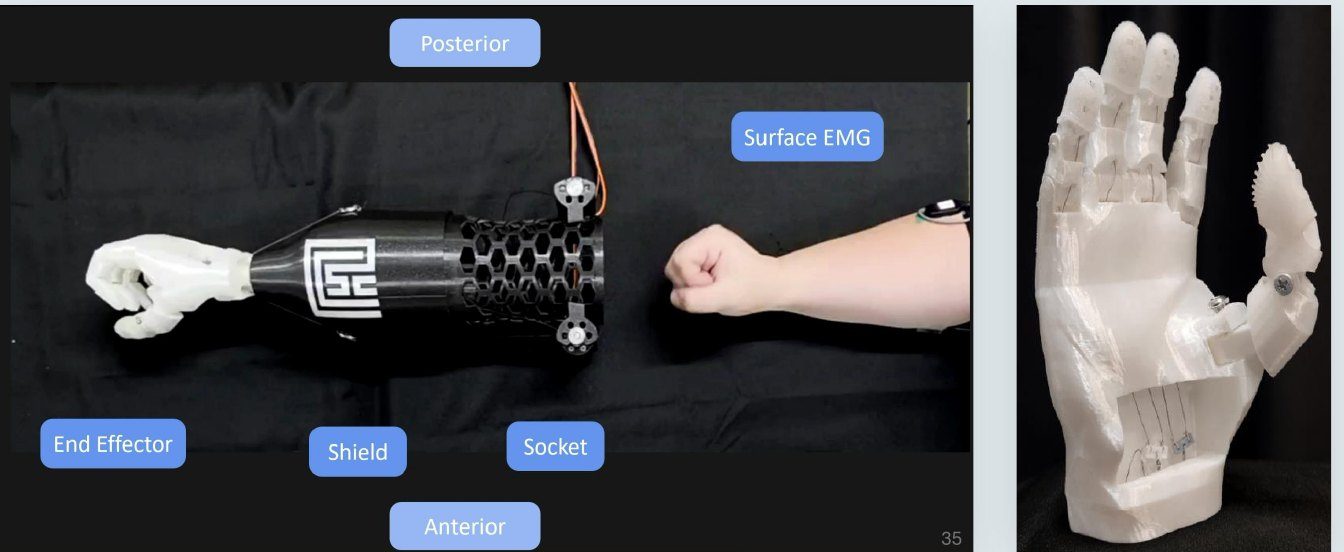 Posterior
Surface EMG
End Effector
Shield
Socket
Anterior
35